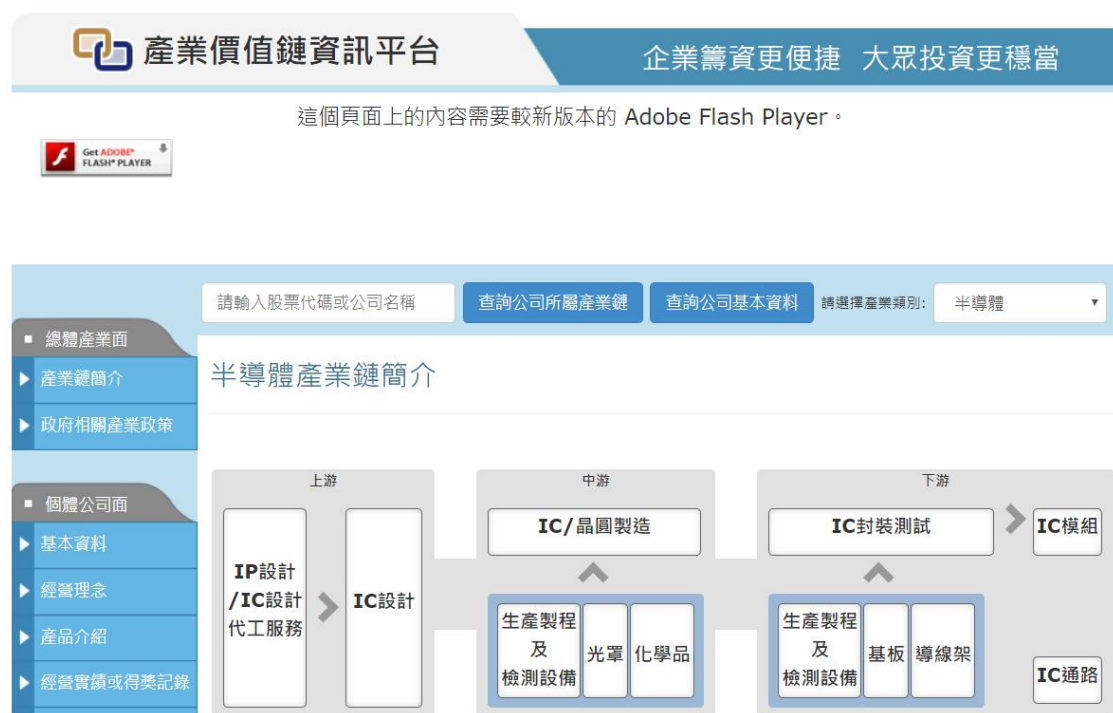 產業價值鏈資訊平台
企業籌資更便捷 大眾投資更穩當
這個頁面上的內容需要較新版本的 Adobe Flash Player。
Get ADOBE®
FLASH® PLAYER
請輸入股票代碼或公司名稱
查詢公司所屬產業鏈
查詢公司基本資料
請選擇產業類別:
半導體
總體產業面
產業鏈簡介
政府相關產業政策
個體公司面
基本資料
經營理念
產品介紹
經營實績或得獎記錄
半導體產業鏈簡介
上游
IP設計
/IC設計
代工服務
IC設計
中游
IC/晶圓製造
生產製程
及
檢測設備
光罩
化學品
下游
IC封裝測試
IC模組
生產製程
及
檢測設備
基板
導線架
IC通路